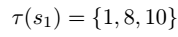 τ(s₁) = {1, 8, 10}